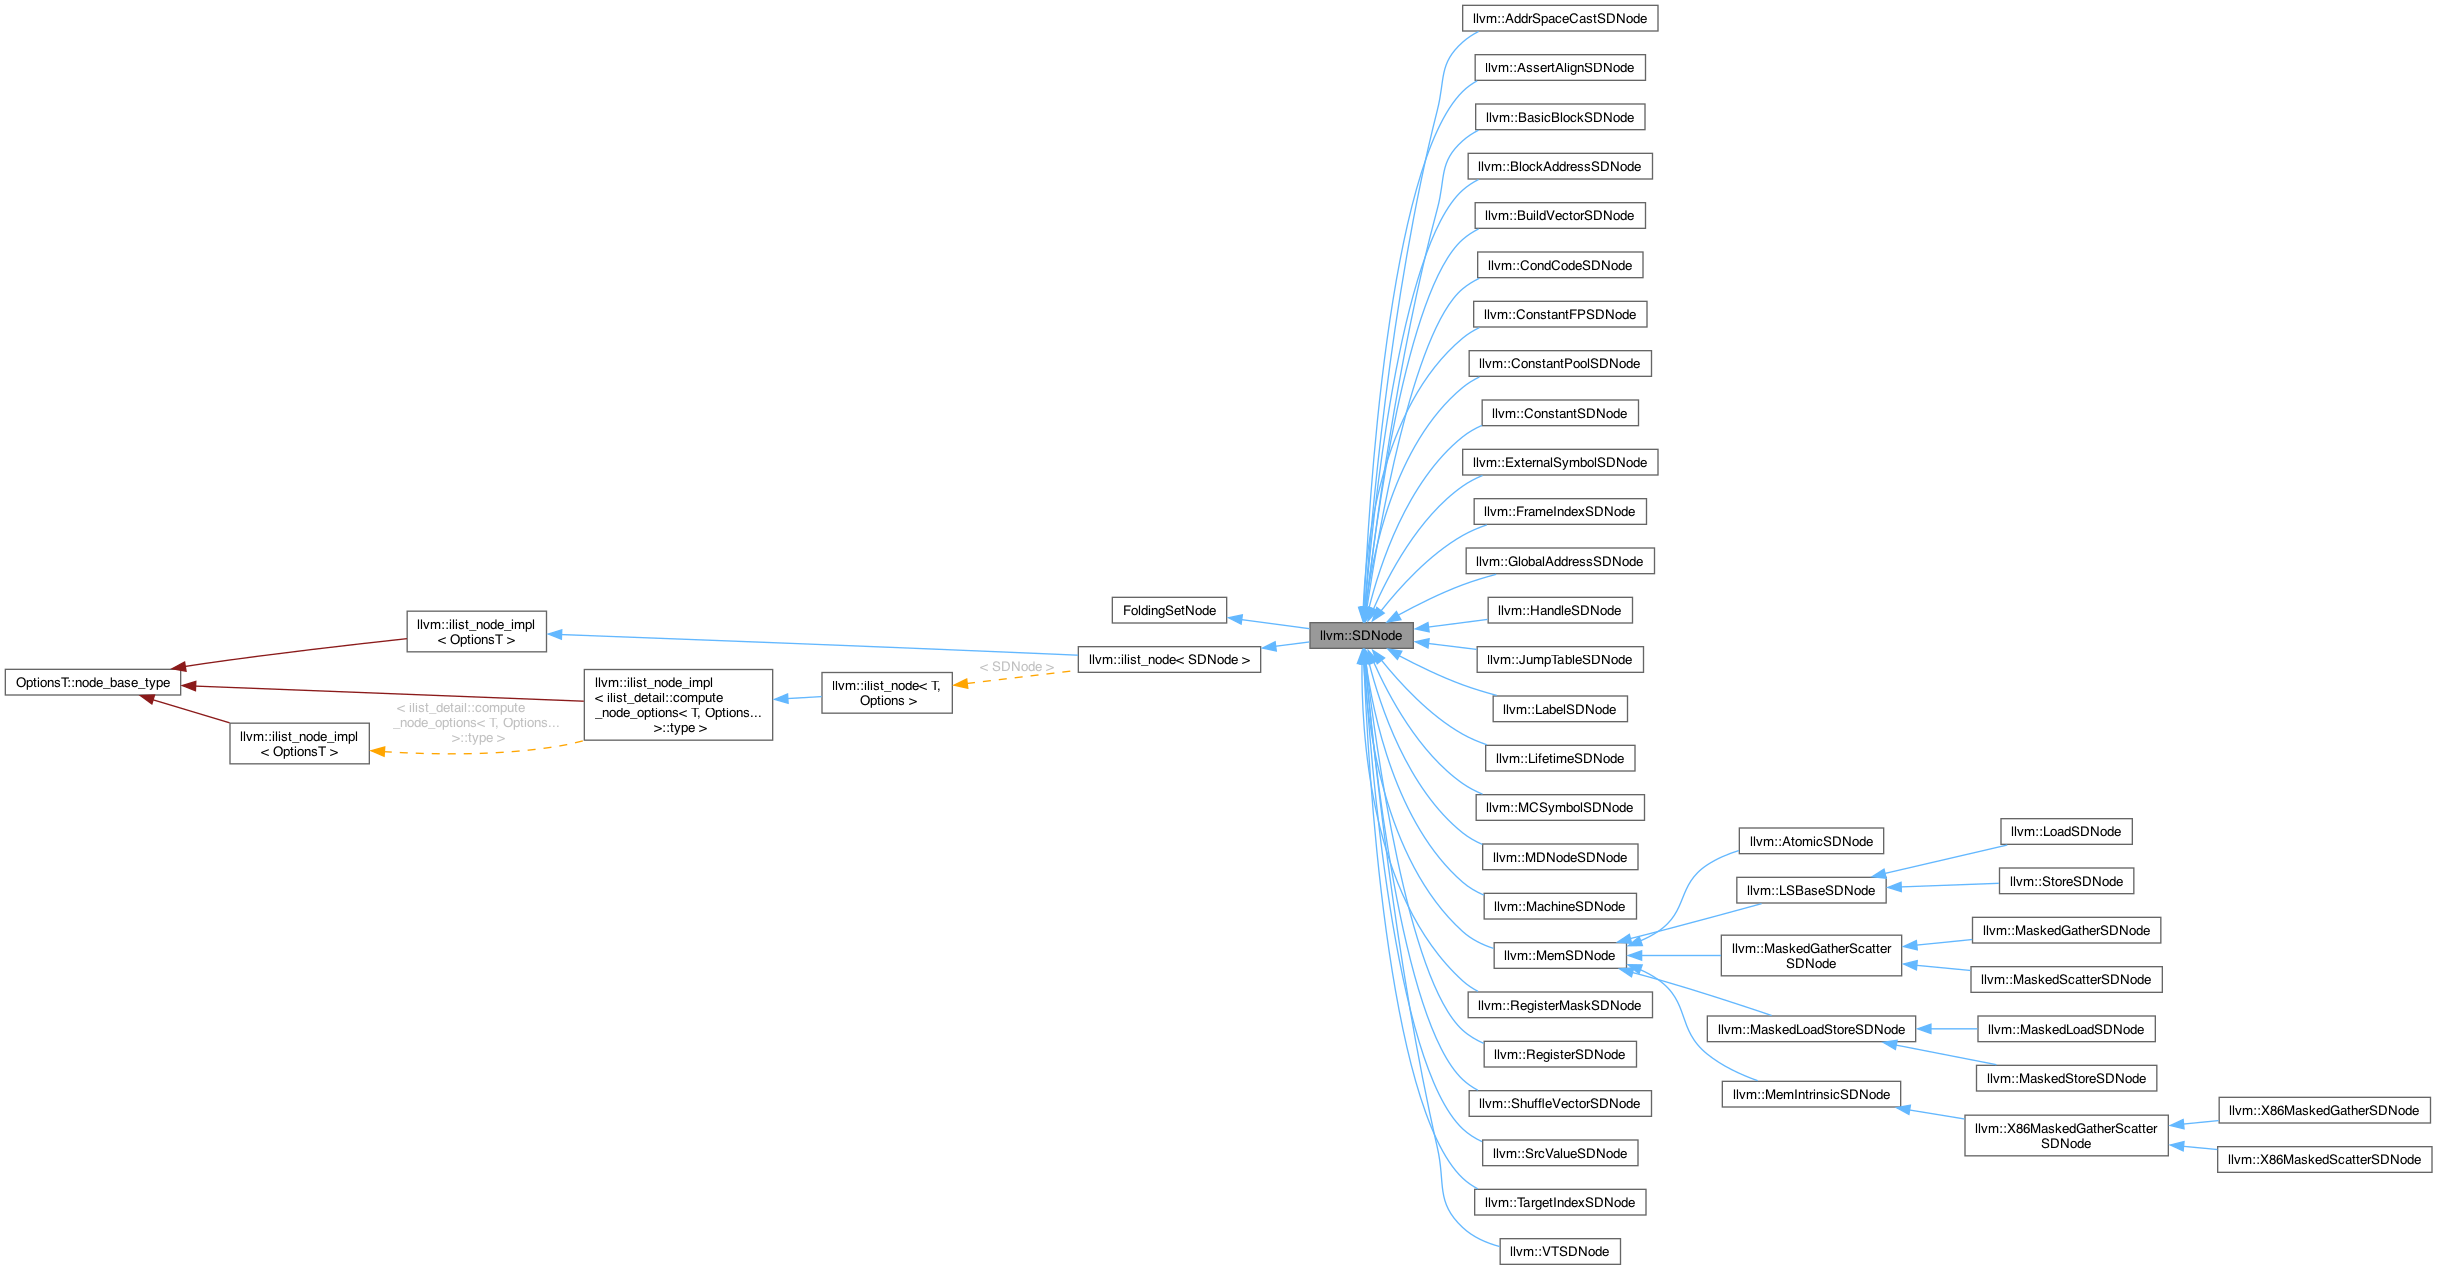 OptionsT::node_base_type
llvm::ilist_node_impl
< OptionsT >
llvm::ilist_node_impl
< OptionsT >
< ilist_detail::compute
_node_options< T, Options...
>::type >
llvm::ilist_node_impl
< ilist_detail::compute
_node_options< T, Options...
>::type >
llvm::ilist_node< T,
Options >
< SDNode >
FoldingSetNode
llvm::ilist_node< SDNode >
llvm::SDNode
llvm::AddrSpaceCastSDNode
llvm::AssertAlignSDNode
llvm::BasicBlockSDNode
llvm::BlockAddressSDNode
llvm::BuildVectorSDNode
llvm::CondCodeSDNode
llvm::ConstantFPSDNode
llvm::ConstantPoolSDNode
llvm::ConstantSDNode
llvm::ExternalSymbolSDNode
llvm::FrameIndexSDNode
llvm::GlobalAddressSDNode
llvm::HandleSDNode
llvm::JumpTableSDNode
llvm::LabelSDNode
llvm::LifetimeSDNode
llvm::MCSymbolSDNode
llvm::MDNodeSDNode
llvm::MachineSDNode
llvm::MemSDNode
llvm::RegisterMaskSDNode
llvm::RegisterSDNode
llvm::ShuffleVectorSDNode
llvm::SrcValueSDNode
llvm::TargetIndexSDNode
llvm::VTSDNode
llvm::AtomicSDNode
llvm::LSBaseSDNode
llvm::MaskedGatherScatter
SDNode
llvm::MaskedLoadStoreSDNode
llvm::MemIntrinsicSDNode
llvm::LoadSDNode
llvm::StoreSDNode
llvm::MaskedGatherSDNode
llvm::MaskedScatterSDNode
llvm::MaskedLoadSDNode
llvm::MaskedStoreSDNode
llvm::X86MaskedGatherScatter
SDNode
llvm::X86MaskedGatherSDNode
llvm::X86MaskedScatterSDNode